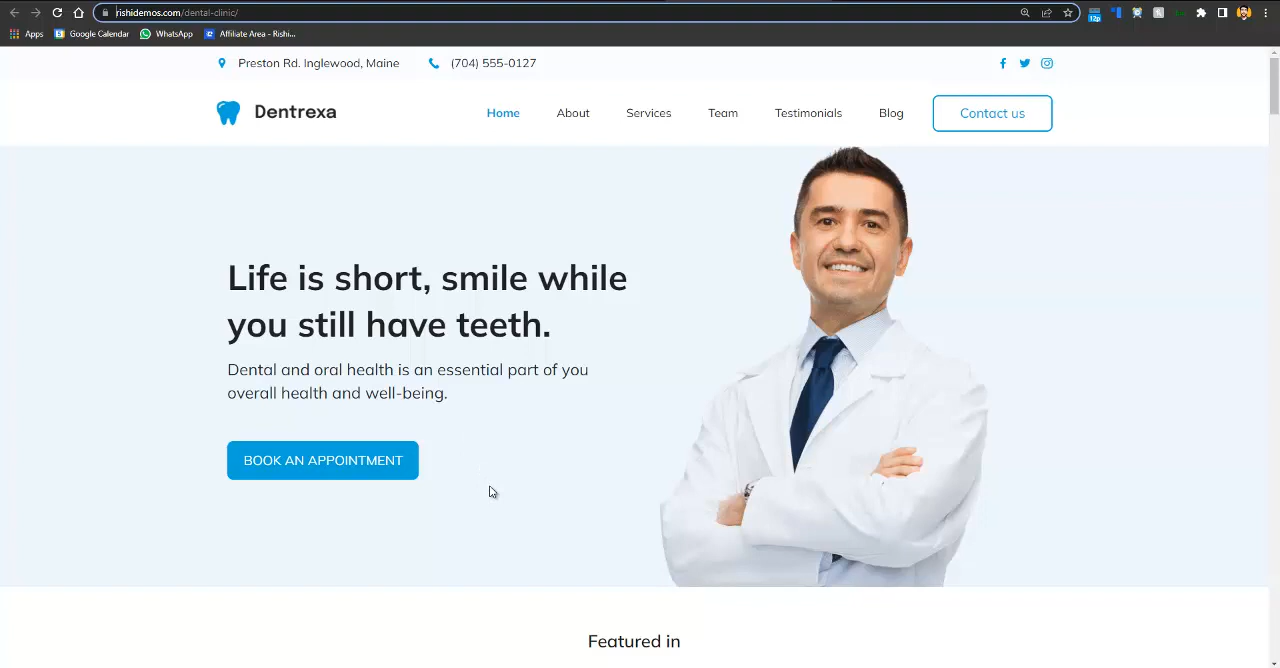 rishidemos.com/dental-clinic/
12p
Apps
Google Calendar
WhatsApp
Affiliate Area - Rishi...
Preston Rd. Inglewood, Maine
(704) 555-0127
Dentrexa
Home
About
Services
Team
Testimonials
Blog
Contact us
Life is short, smile while
you still have teeth.
Dental and oral health is an essential part of you
overall health and well-being.
BOOK AN APPOINTMENT
Featured in